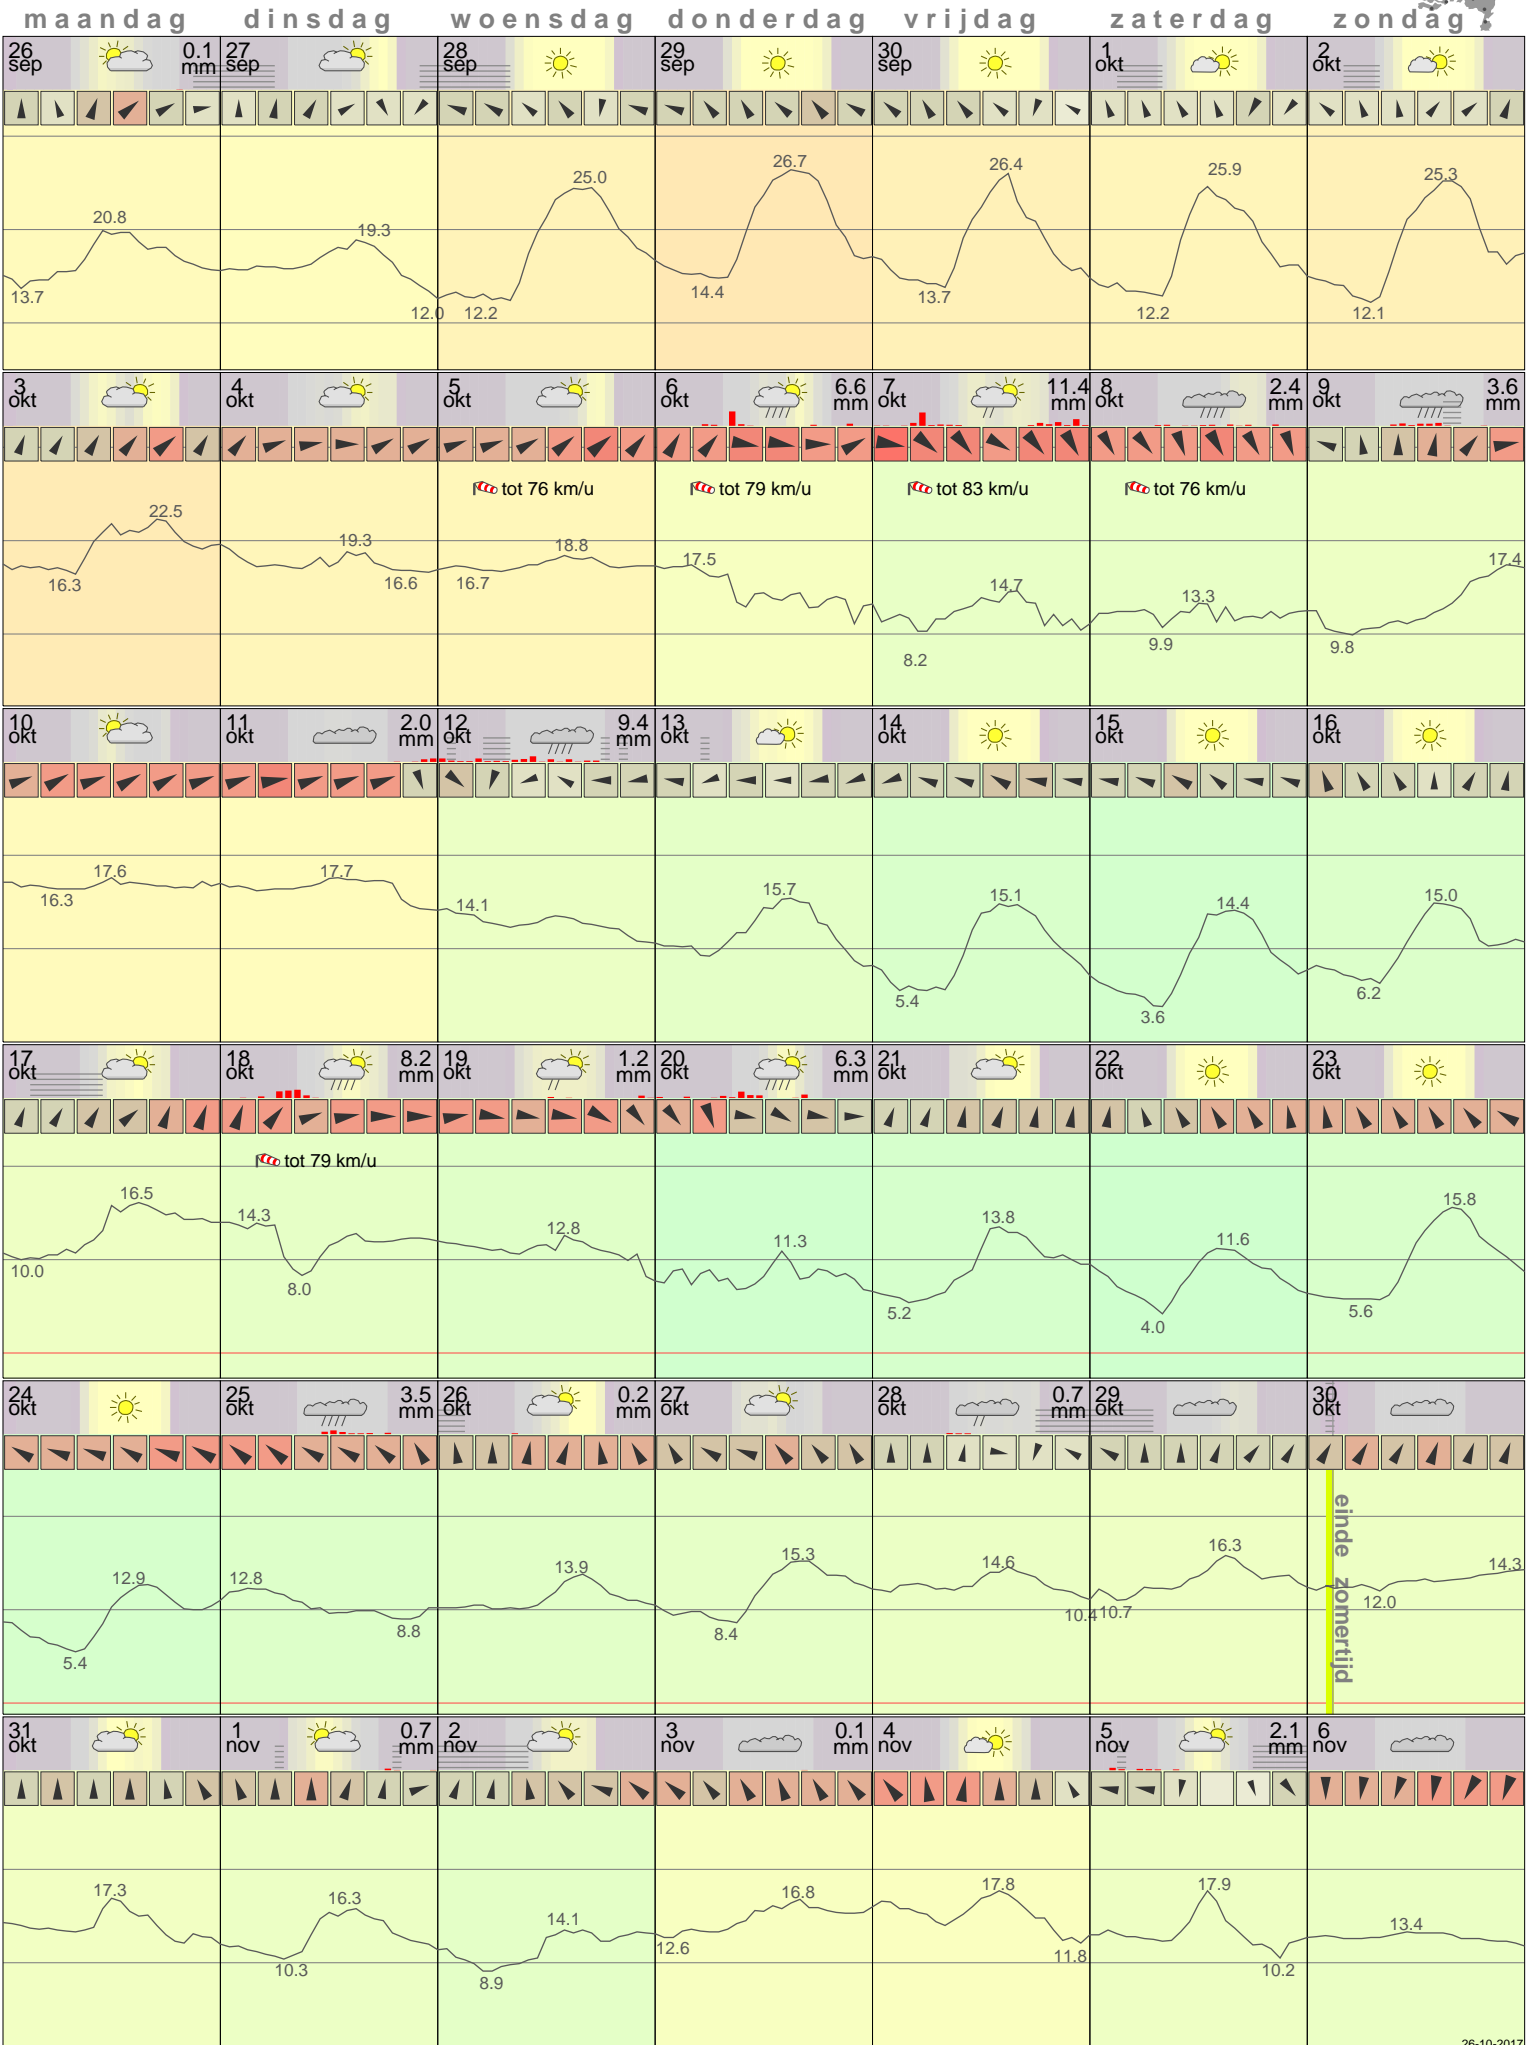 maandag dinsdag woensdag donderdag vrijdag zaterdag zondag
26 sep 0.1 mm 27 sep 28 sep 29 sep 30 sep 1 okt 2 okt
20.8 13.7 19.3 12.0 12.2 25.0 14.4 26.7 13.7 26.4 12.2 25.9 12.1 25.3
3 okt 4 okt 5 okt 6 okt 6.6 mm 7 okt 11.4 mm 8 okt 2.4 mm 9 okt 3.6 mm
tot 76 km/u tot 79 km/u tot 83 km/u tot 76 km/u
16.3 22.5 19.3 16.6 16.7 18.8 17.5 8.2 14.7 9.9 13.3 9.8 17.4
10 okt 11 okt 2.0 mm 12 okt 9.4 mm 13 okt 14 okt 15 okt 16 okt
16.3 17.6 17.7 14.1 15.7 5.4 15.1 3.6 14.4 6.2 15.0
17 okt 18 okt 8.2 mm 19 okt 1.2 mm 20 okt 6.3 mm 21 okt 22 okt 23 okt
tot 79 km/u
10.0 16.5 14.3 8.0 12.8 11.3 5.2 13.8 4.0 11.6 5.6 15.8
24 okt 25 okt 3.5 mm 26 okt 0.2 mm 27 okt 28 okt 0.7 mm 29 okt 30 okt
einde zomertijd
5.4 12.9 12.8 8.8 13.9 8.4 15.3 14.6 10.4 10.7 16.3 12.0 14.3
31 okt 1 nov 0.7 mm 2 nov 3 nov 0.1 mm 4 nov 5 nov 2.1 mm 6 nov
17.3 10.3 16.3 8.9 14.1 12.6 16.8 17.8 11.8 17.9 10.2 13.4
26-10-2017